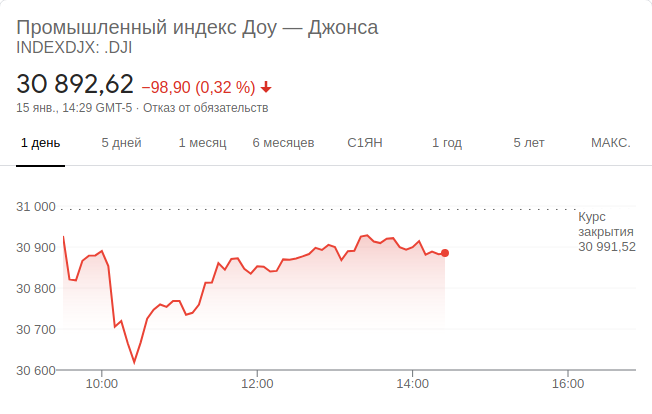 Промышленный индекс Доу — Джонса
INDEXDJX: .DJI
30 892,62 −98,90 (0,32 %)
15 янв., 14:29 GMT-5 · Отказ от обязательств
1 день 5 дней 1 месяц 6 месяцев С1ЯН 1 год 5 лет МАКС.
31 000
Курс
закрытия
30 991,52
30 900
30 800
30 700
30 600
10:00 12:00 14:00 16:00